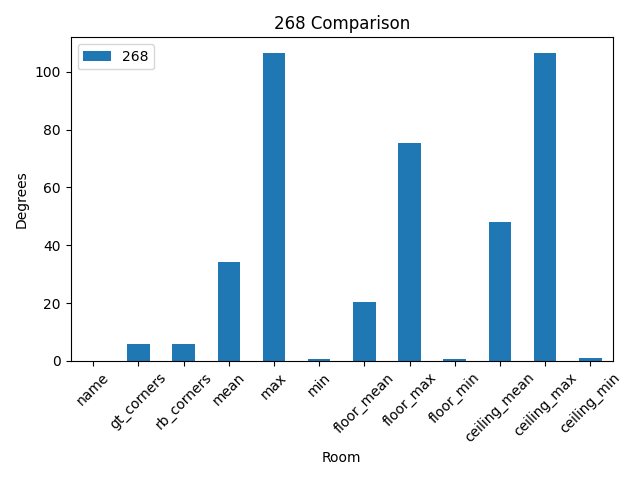 268 Comparison
268
Degrees
100
80
60
40
20
0
name
gt_corners
rb_corners
mean
max
min
floor_mean
floor_max
floor_min
ceiling_mean
ceiling_max
ceiling_min
Room